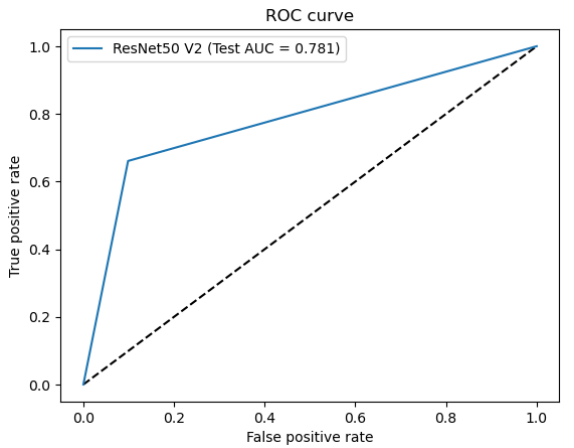 ROC curve
ResNet50 V2 (Test AUC = 0.781)
1.0
0.8
0.6
0.4
0.2
0.0
True positive rate
0.0 0.2 0.4 0.6 0.8 1.0
False positive rate